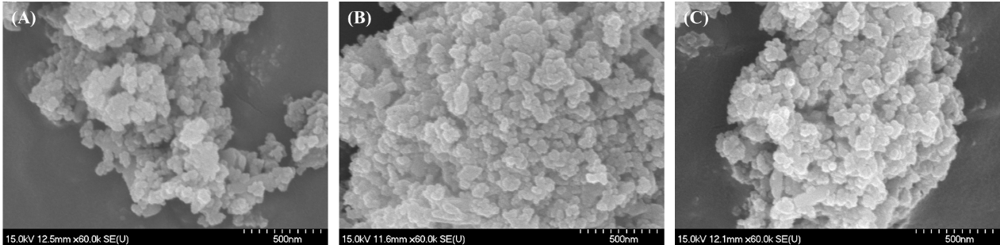 (A)
(B)
(C)
15.0kV 12.5mm x60.0k SE(U)
500nm
15.0kV 11.6mm x60.0k SE(U)
500nm
15.0kV 12.1mm x60.0k SE(U)
500nm